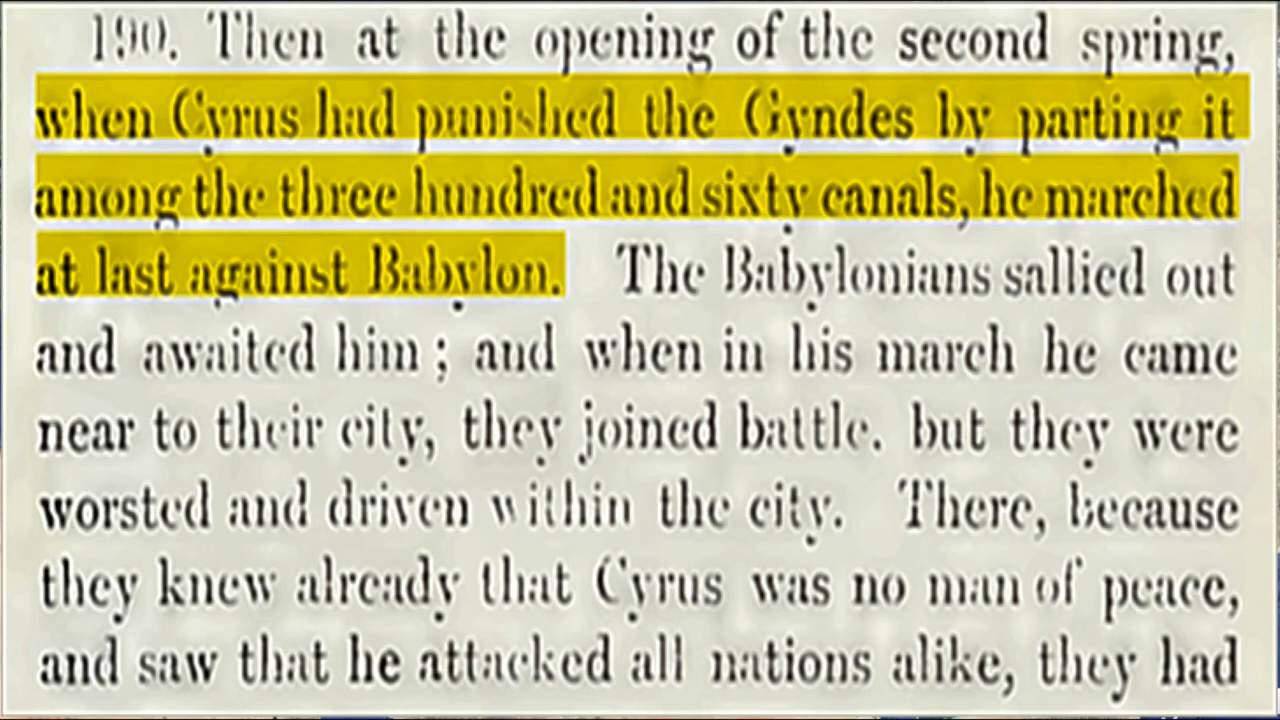 190. Then at the opening of the second spring,
when Cyrus had punished the Gyndes by parting it
among the three hundred and sixty canals, he marched
at last against Babylon. The Babylonians sallied out
and awaited him; and when in his march he came
near to their city, they joined battle, but they were
worsted and driven within the city. There, because
they knew already that Cyrus was no man of peace,
and saw that he attacked all nations alike, they had